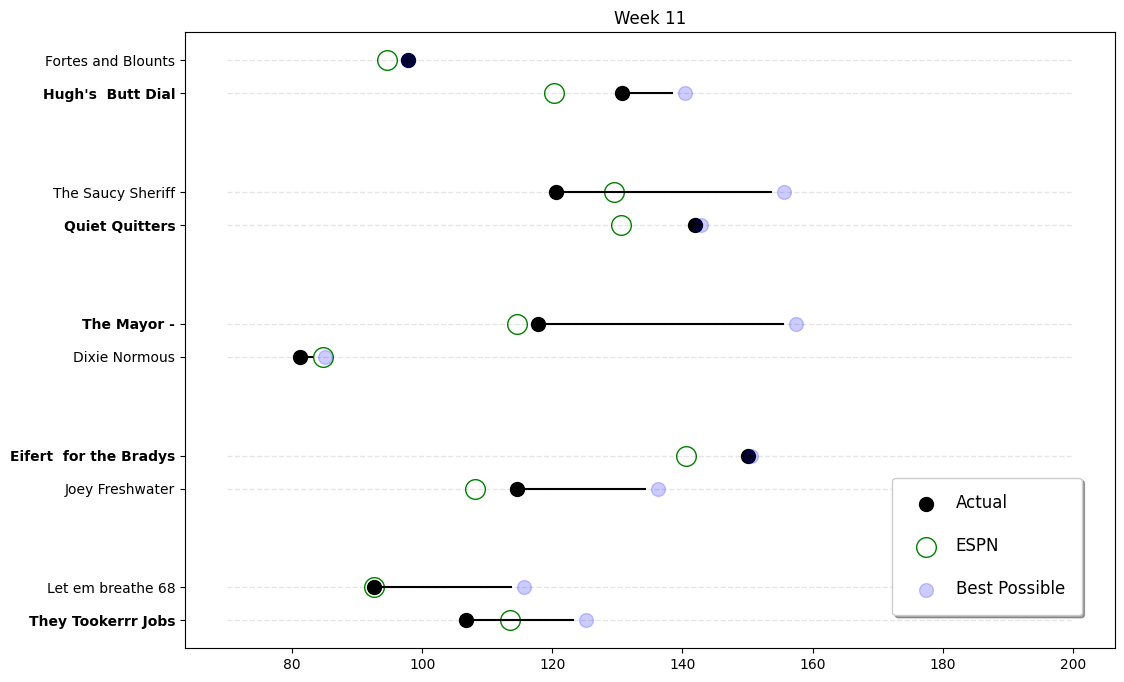 Week 11
Fortes and Blounts
Hugh's  Butt Dial
The Saucy Sheriff
Quiet Quitters
The Mayor -
Dixie Normous
Eifert  for the Bradys
Joey Freshwater
Let em breathe 68
They Tookerrr Jobs
Actual
ESPN
Best Possible
80 100 120 140 160 180 200